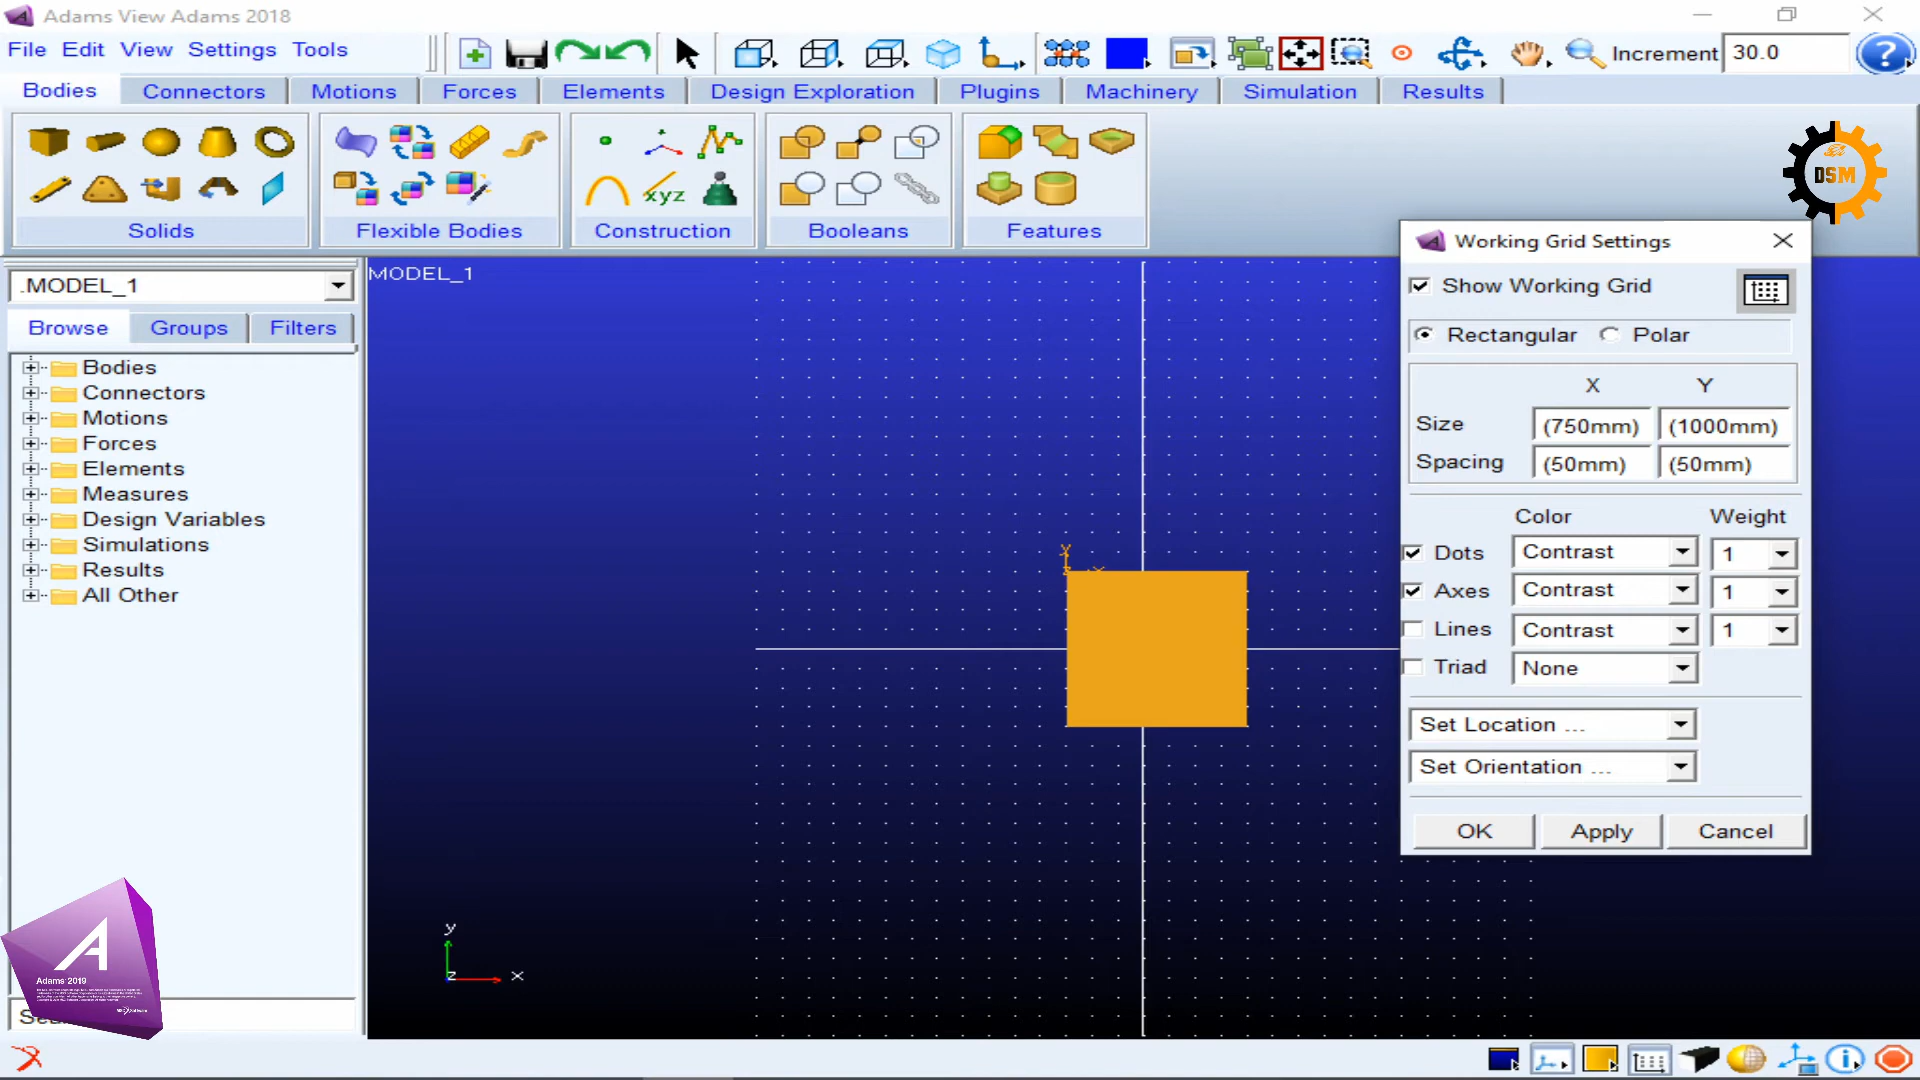 Adams View Adams 2018
File Edit View Settings Tools
Increment 30.0
Bodies Connectors Motions Forces Elements Design Exploration Plugins Machinery Simulation Results
xyz
Solids Flexible Bodies Construction Booleans Features
DSM
.MODEL_1
Browse Groups Filters
Bodies
Connectors
Motions
Forces
Elements
Measures
Design Variables
Simulations
Results
All Other
Adams 2019
MODEL_1
y
x
z
y
x
z
Working Grid Settings
Show Working Grid
Rectangular Polar
X Y
Size (750mm) (1000mm)
Spacing (50mm) (50mm)
Color Weight
Dots Contrast 1
Axes Contrast 1
Lines Contrast 1
Triad None
Set Location ...
Set Orientation ...
OK Apply Cancel